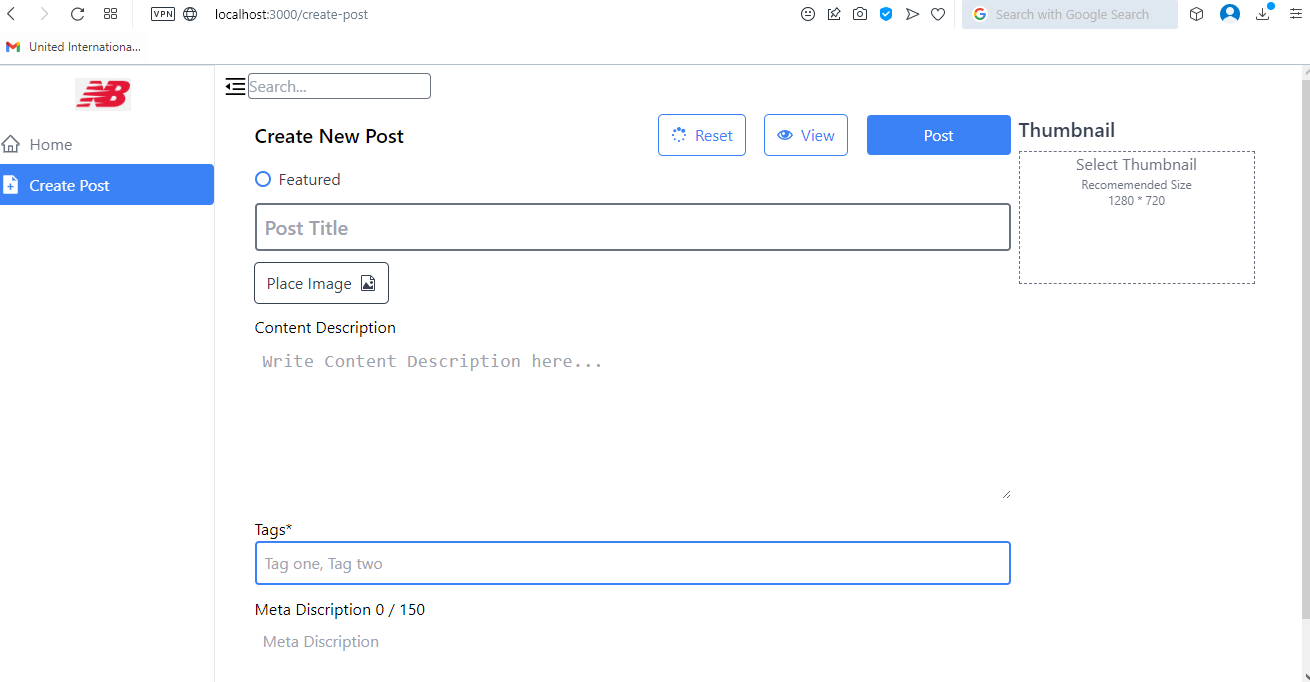 VPN
localhost:3000/create-post
Search with Google Search
United Internationa...
NB
Search...
Home
Create Post
Create New Post
Reset
View
Post
Thumbnail
Featured
Select Thumbnail
Recomemended Size
1280 * 720
Post Title
Place Image
Content Description
Write Content Description here...
Tags*
Tag one, Tag two
Meta Discription 0 / 150
Meta Discription